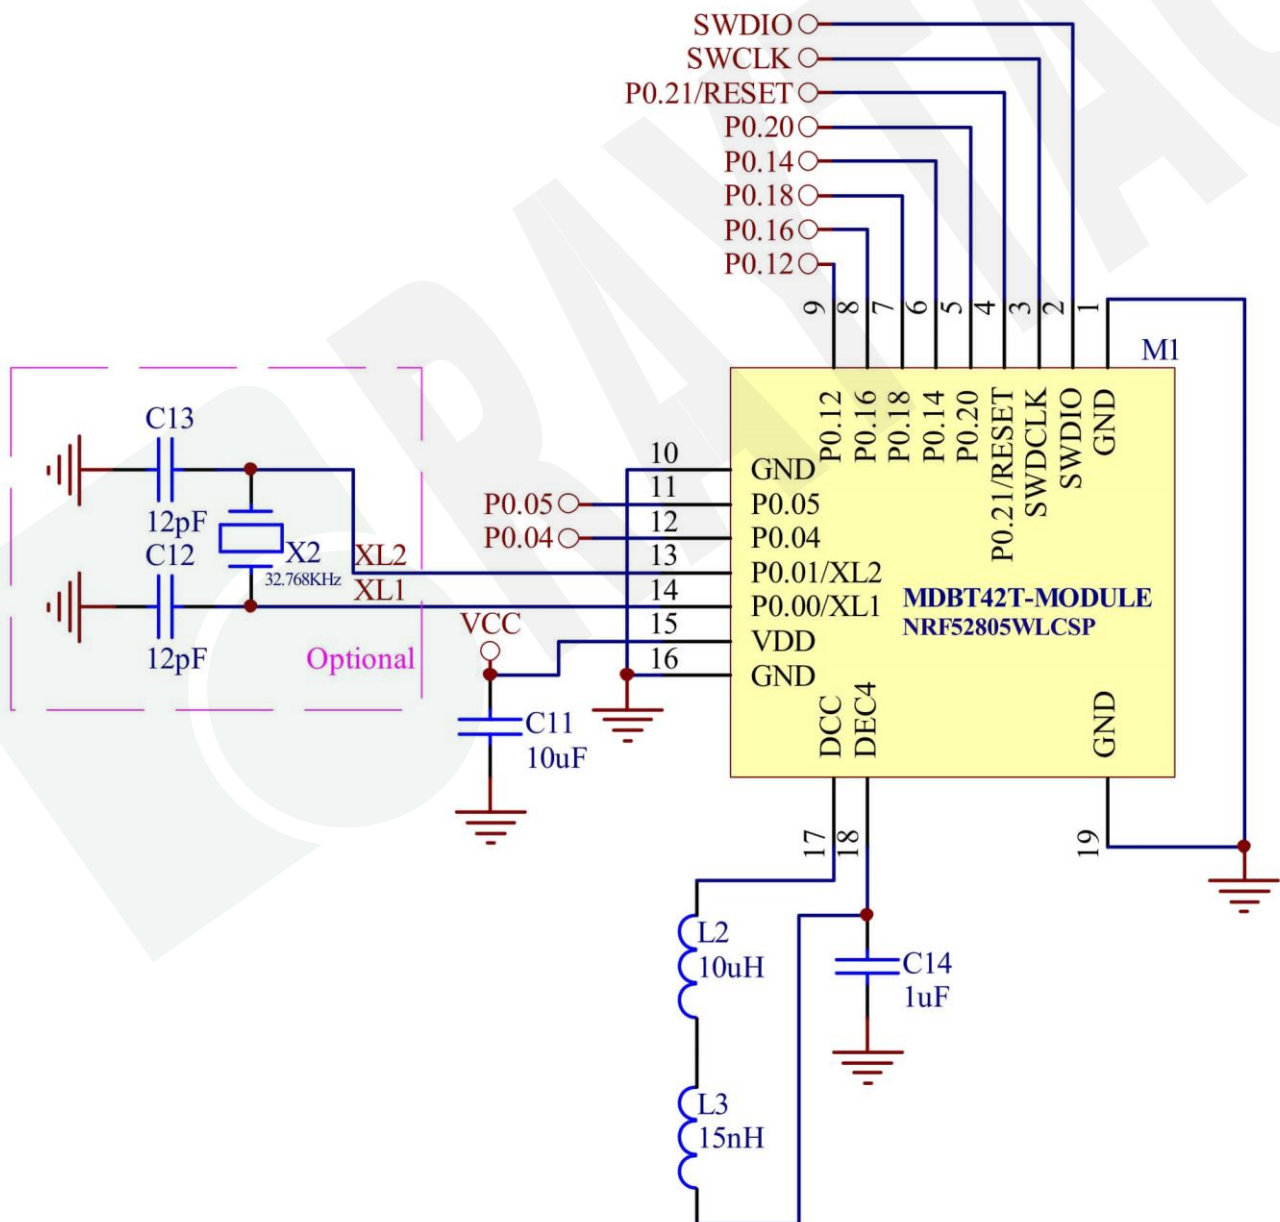 SWDIO
SWCLK
P0.21/RESET
P0.20
P0.14
P0.18
P0.16
P0.12
9
8
7
6
5
4
3
2
1
M1
P0.12
P0.16
P0.18
P0.14
P0.20
P0.21/RESET
SWDCLK
SWDIO
GND
C13
12pF
C12
12pF
X2
32.768KHz
Optional
XL2
XL1
P0.05
P0.04
VCC
C11
10uF
10 GND
11 P0.05
12 P0.04
13 P0.01/XL2
14 P0.00/XL1
15 VDD
16 GND
MDBT42T-MODULE
NRF52805WLCSP
DCC
DEC4
GND
17
18
19
L2
10uH
C14
1uF
L3
15nH
RAYTAC